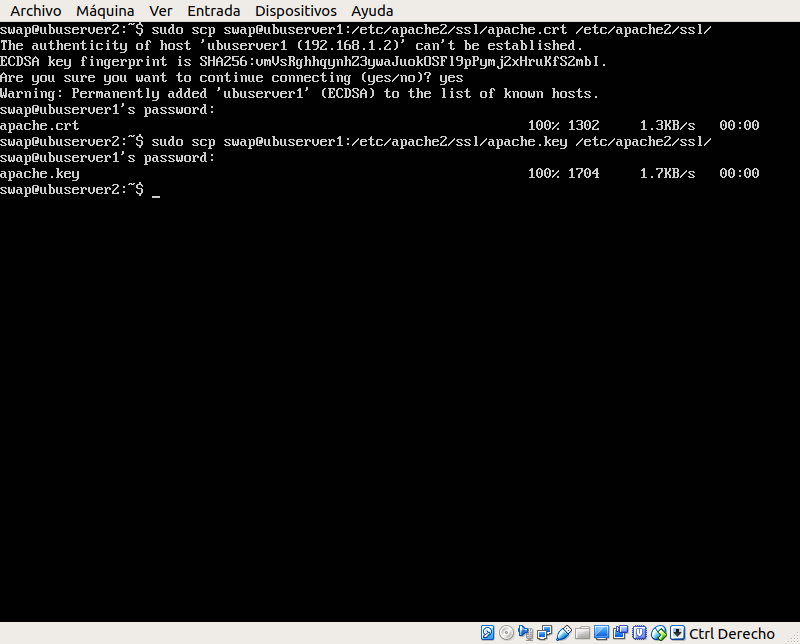 Archivo Máquina Ver Entrada Dispositivos Ayuda
swap@ubuserver2:~$ sudo scp swap@ubuserver1:/etc/apache2/ssl/apache.crt /etc/apache2/ssl/
The authenticity of host 'ubuserver1 (192.168.1.2)' can't be established.
ECDSA key fingerprint is SHA256:vmVsRghhqynhZ3ywaJuokOSFl9pPymj2xHruKfS2mbI.
Are you sure you want to continue connecting (yes/no)? yes
Warning: Permanently added 'ubuserver1' (ECDSA) to the list of known hosts.
swap@ubuserver1's password:
apache.crt 100% 1302 1.3KB/s 00:00
swap@ubuserver2:~$ sudo scp swap@ubuserver1:/etc/apache2/ssl/apache.key /etc/apache2/ssl/
swap@ubuserver1's password:
apache.key 100% 1704 1.7KB/s 00:00
swap@ubuserver2:~$ _
Ctrl Derecho